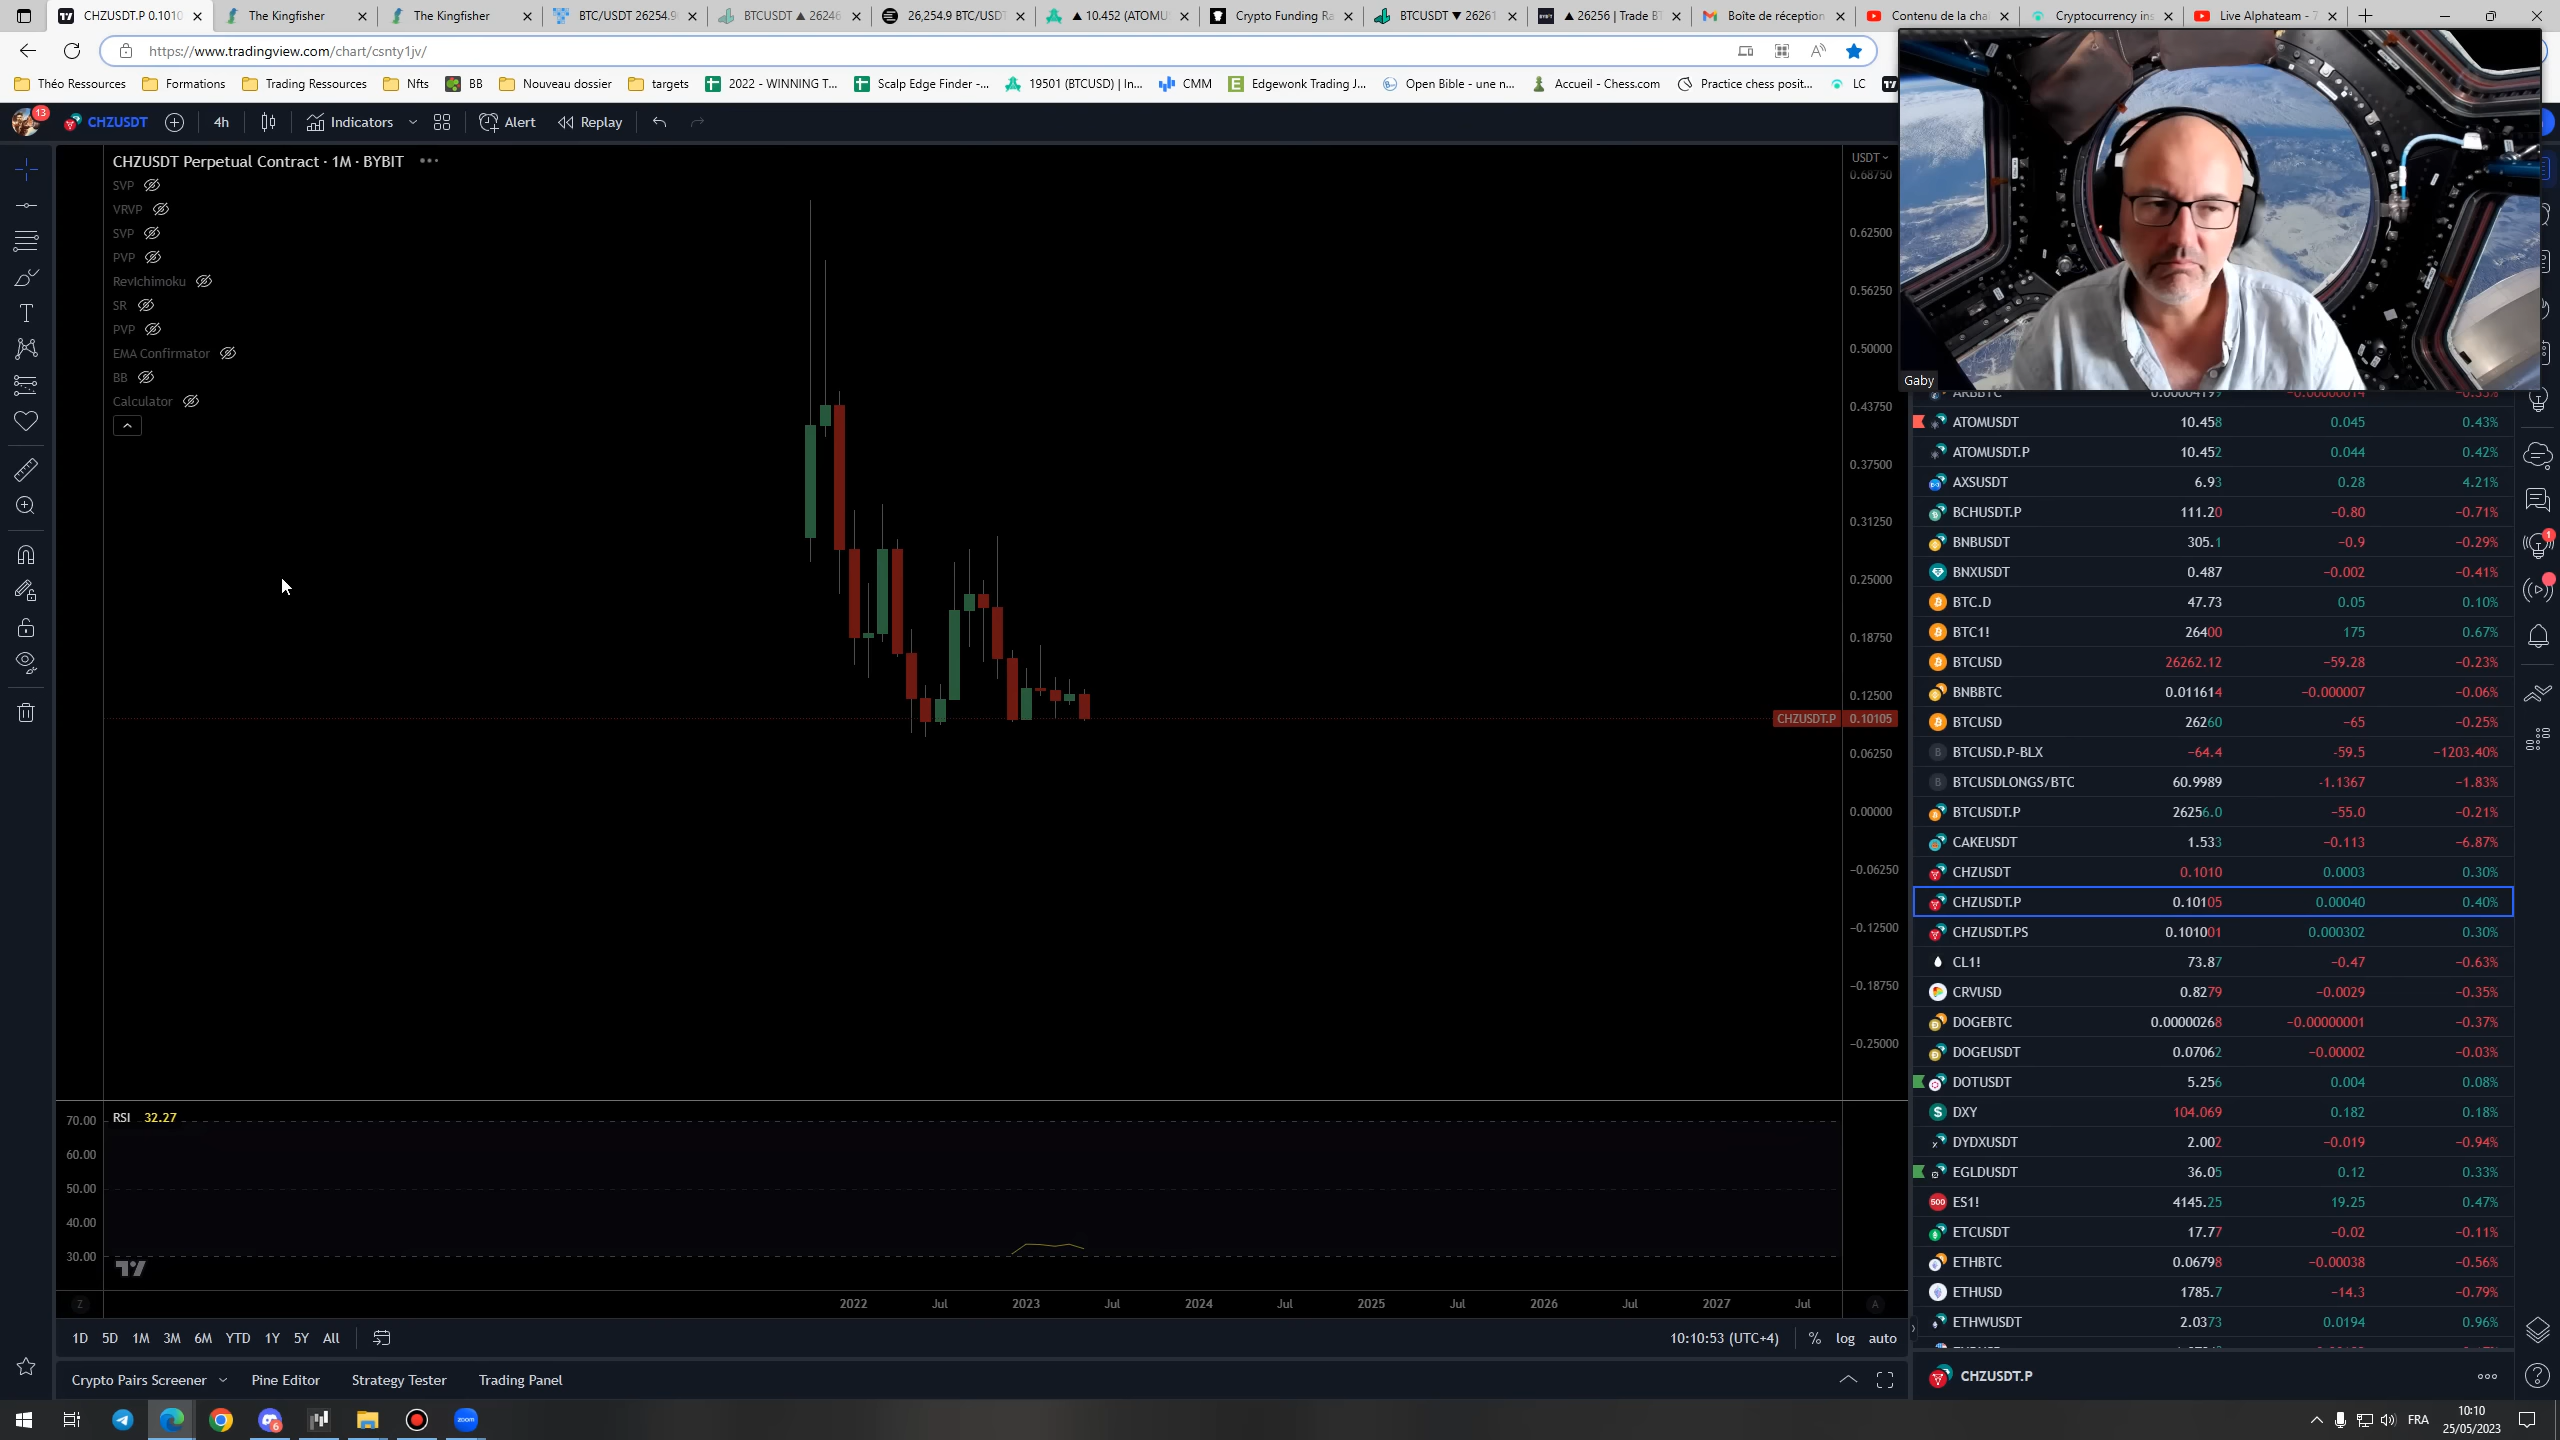 CHZUSDT.P 0.1010
The Kingfisher
The Kingfisher
BTC/USDT 26254.9
BTCUSDT ▲ 26246
26,254.9 BTC/USDT
▲ 10.452 (ATOMU
Crypto Funding Ra
BTCUSDT ▼ 26261
▲ 26256 | Trade BT
Boîte de réception
Contenu de la cha
Cryptocurrency ins
Live Alphateam - 7
https://www.tradingview.com/chart/csnty1jv/
Théo Ressources
Formations
Trading Ressources
Nfts
BB
Nouveau dossier
targets
2022 - WINNING T...
Scalp Edge Finder -...
19501 (BTCUSD) | In...
CMM
Edgewonk Trading J...
Open Bible - une n...
Accueil - Chess.com
Practice chess posit...
LC
13
CHZUSDT
4h
Indicators
Alert
Replay
CHZUSDT Perpetual Contract · 1M · BYBIT
SVP
VRVP
SVP
PVP
RevIchimoku
SR
PVP
EMA Confirmator
BB
Calculator
USDT
0.68750
0.62500
0.56250
0.50000
0.43750
0.37500
0.31250
0.25000
0.18750
0.12500
CHZUSDT.P 0.10105
0.06250
0.00000
−0.06250
−0.12500
−0.18750
−0.25000
RSI 32.27
70.00
60.00
50.00
40.00
30.00
Z
2022 Jul 2023 Jul 2024 Jul 2025 Jul 2026 Jul 2027 Jul
A
1D 5D 1M 3M 6M YTD 1Y 5Y All
10:10:53 (UTC+4)
% log auto
Crypto Pairs Screener
Pine Editor
Strategy Tester
Trading Panel
Gaby
ARBBTC 0.00004199 −0.00000014 −0.33%
ATOMUSDT 10.458 0.045 0.43%
ATOMUSDT.P 10.452 0.044 0.42%
AXSUSDT 6.93 0.28 4.21%
BCHUSDT.P 111.20 −0.80 −0.71%
BNBUSDT 305.1 −0.9 −0.29%
BNXUSDT 0.487 −0.002 −0.41%
BTC.D 47.73 0.05 0.10%
BTC1! 26400 175 0.67%
BTCUSD 26262.12 −59.28 −0.23%
BNBBTC 0.011614 −0.000007 −0.06%
BTCUSD 26260 −65 −0.25%
B BTCUSD.P-BLX −64.4 −59.5 −1203.40%
B BTCUSDLONGS/BTC 60.9989 -1.1367 −1.83%
BTCUSDT.P 26256.0 −55.0 −0.21%
CAKEUSDT 1.533 −0.113 −6.87%
CHZUSDT 0.1010 0.0003 0.30%
CHZUSDT.P 0.10105 0.00040 0.40%
CHZUSDT.PS 0.101001 0.000302 0.30%
CL1! 73.87 −0.47 −0.63%
CRVUSD 0.8279 −0.0029 −0.35%
DOGEBTC 0.00000268 −0.00000001 −0.37%
DOGEUSDT 0.07062 −0.00002 −0.03%
DOTUSDT 5.256 0.004 0.08%
DXY 104.069 0.182 0.18%
DYDXUSDT 2.002 −0.019 −0.94%
EGLDUSDT 36.05 0.12 0.33%
500 ES1! 4145.25 19.25 0.47%
ETCUSDT 17.77 −0.02 −0.11%
ETHBTC 0.06798 −0.00038 −0.56%
ETHUSD 1785.7 −14.3 −0.79%
ETHWUSDT 2.0373 0.0194 0.96%
CHZUSDT.P
1
6
zoom
FRA
10:10
25/05/2023